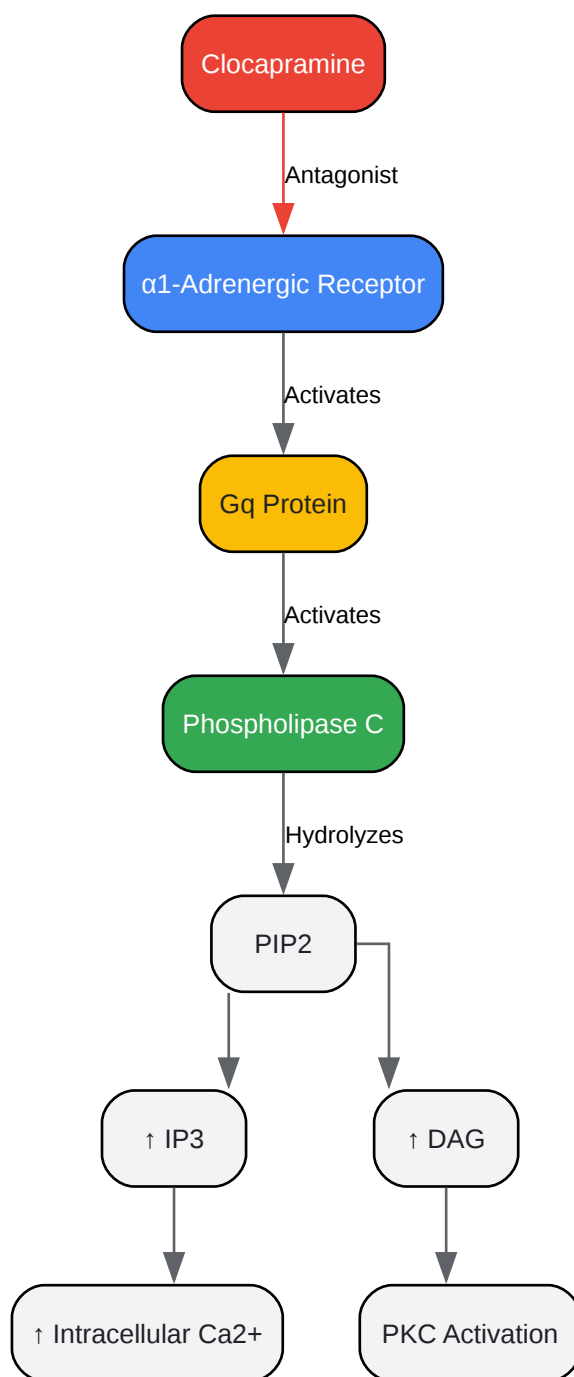 Clocapramine
Antagonist
α1-Adrenergic Receptor
Activates
Gq Protein
Activates
Phospholipase C
Hydrolyzes
PIP2
↑ IP3
↑ DAG
↑ Intracellular Ca2+
PKC Activation